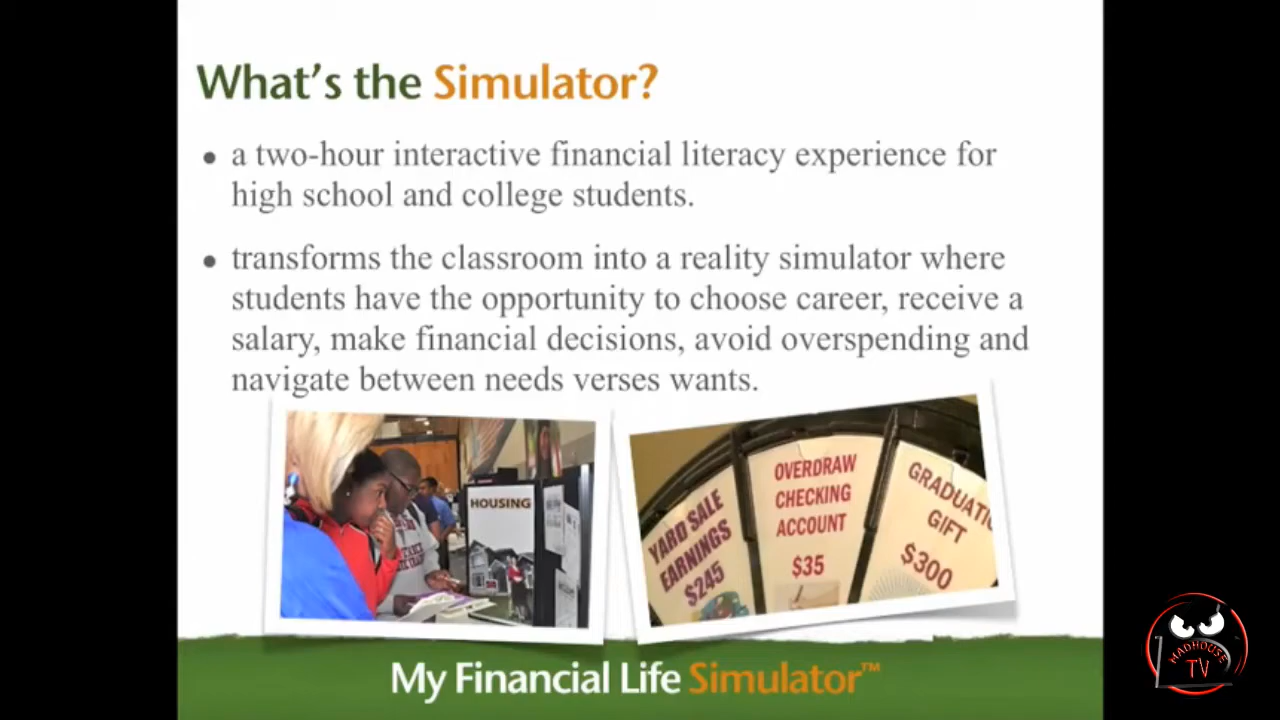 What's the Simulator?
• a two-hour interactive financial literacy experience for
high school and college students.
• transforms the classroom into a reality simulator where
students have the opportunity to choose career, receive a
salary, make financial decisions, avoid overspending and
navigate between needs verses wants.
HOUSING
YARD SALE
EARNINGS
$245
OVERDRAW
CHECKING
ACCOUNT
$35
GRADUATI
GIFT
$300
My Financial Life Simulator™
MADHOUSE
TV